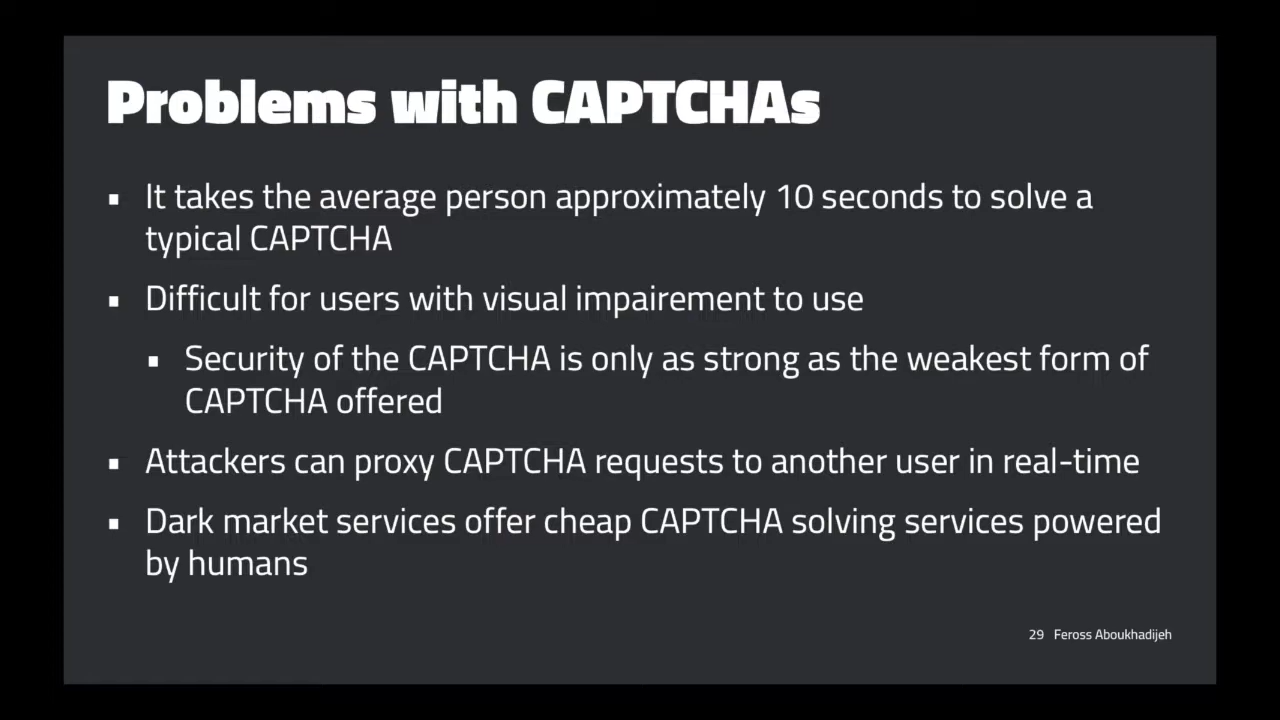 Problems with CAPTCHAs
▪ It takes the average person approximately 10 seconds to solve a
typical CAPTCHA
▪ Difficult for users with visual impairement to use
▪ Security of the CAPTCHA is only as strong as the weakest form of
CAPTCHA offered
▪ Attackers can proxy CAPTCHA requests to another user in real-time
▪ Dark market services offer cheap CAPTCHA solving services powered
by humans
29 Feross Aboukhadijeh